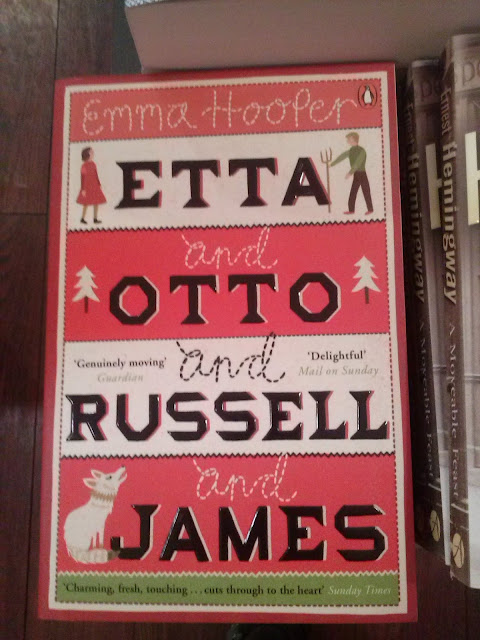 Emma Hooper
ETTA
and
OTTO
and
'Genuinely moving'
Guardian
'Delightful'
Mail on Sunday
RUSSELL
and
JAMES
'Charming, fresh, touching ... cuts through to the heart' Sunday Times
Ernest Hemingway A Moveable Feast
Ernest Hemingway A Moveable Feast